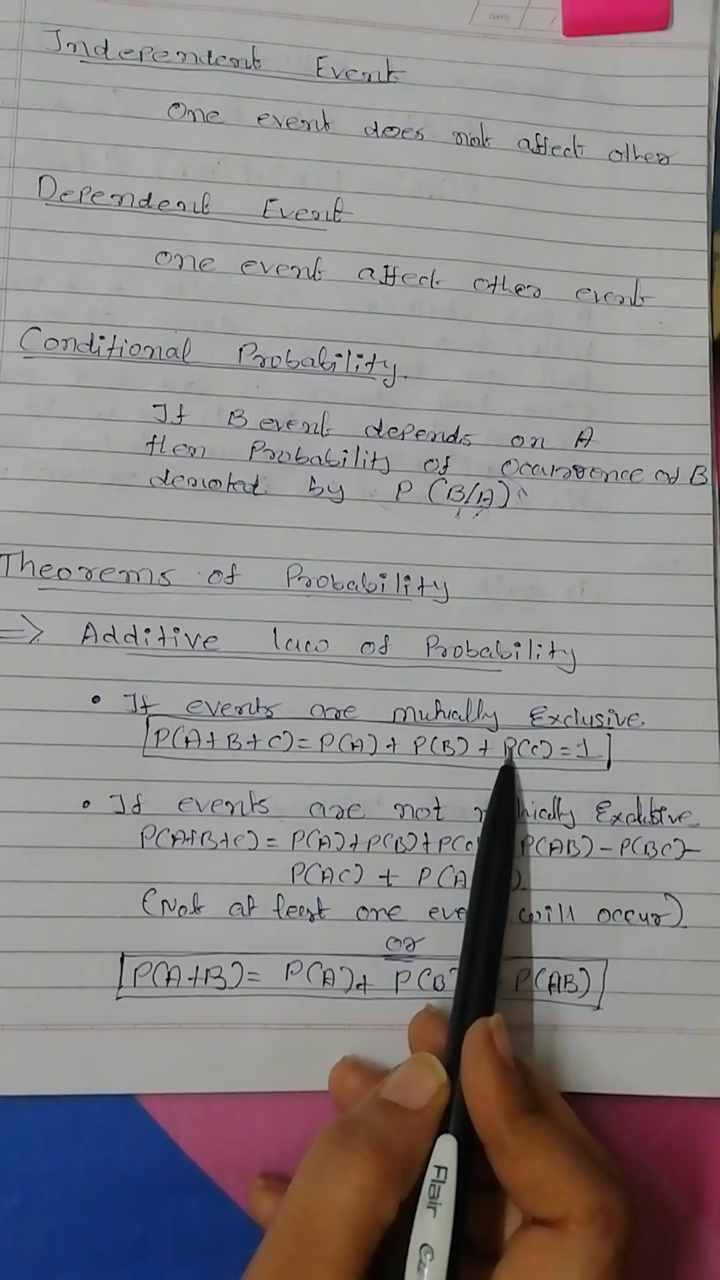 Independent Event
One event does not affect other
Dependent Event
One event affect other event
Conditional Probability.
If B event depends on A
then Probability of Ocurrence of B
denoted by P (B/A)
Theorems of Probability
=> Additive law of Probability
• If events are mutually Exclusive.
P(A+B+C) = P(A) + P(B) + P(C) = 1
• If events are not Exclusive
P(A+B+C) = P(A) + P(B) + P(C) P(AB) - P(BC) -
P(AC) + P(A ).
(Not at least one eve will occur)
or
P(A+B) = P(A) + P(B) P(AB)
Flair